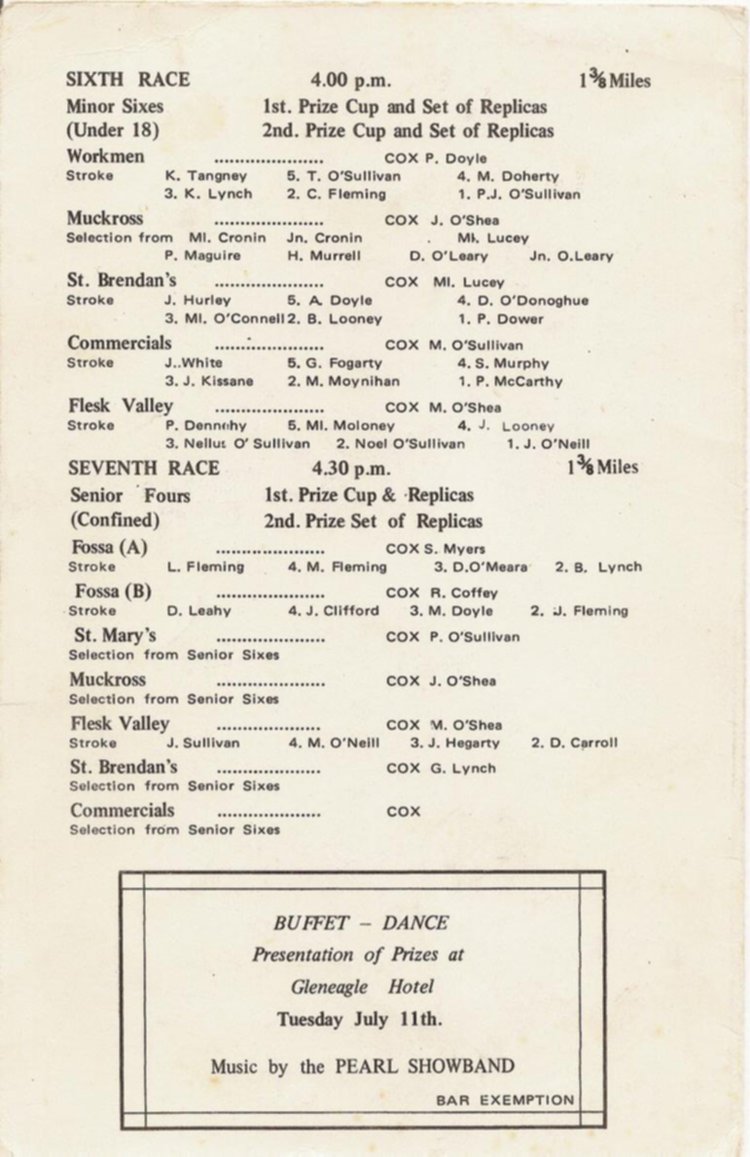 SIXTH RACE 4.00 p.m. 1⅜ Miles
Minor Sixes 1st. Prize Cup and Set of Replicas
(Under 18) 2nd. Prize Cup and Set of Replicas
Workmen ...................... COX P. Doyle
Stroke K. Tangney 5. T. O'Sullivan 4. M. Doherty
3. K. Lynch 2. C. Fleming 1. P.J. O'Sullivan
Muckross ...................... COX J. O'Shea
Selection from Ml. Cronin Jn. Cronin Ml. Lucey
P. Maguire H. Murrell D. O'Leary Jn. O.Leary
St. Brendan's ...................... COX Ml. Lucey
Stroke J. Hurley 5. A. Doyle 4. D. O'Donoghue
3. Ml. O'Connell 2. B. Looney 1. P. Dower
Commercials ...................... COX M. O'Sullivan
Stroke J..White 5. G. Fogarty 4. S. Murphy
3. J. Kissane 2. M. Moynihan 1. P. McCarthy
Flesk Valley ...................... COX M. O'Shea
Stroke P. Dennehy 5. Ml. Moloney 4. J. Looney
3. Nellus O' Sullivan 2. Noel O'Sullivan 1. J. O'Neill
SEVENTH RACE 4.30 p.m. 1⅜ Miles
Senior Fours 1st. Prize Cup & Replicas
(Confined) 2nd. Prize Set of Replicas
Fossa (A) ...................... COX S. Myers
Stroke L. Fleming 4. M. Fleming 3. D.O'Meara 2. B. Lynch
Fossa (B) ...................... COX R. Coffey
Stroke D. Leahy 4. J. Clifford 3. M. Doyle 2. J. Fleming
St. Mary's ...................... COX P. O'Sullivan
Selection from Senior Sixes
Muckross ...................... COX J. O'Shea
Selection from Senior Sixes
Flesk Valley ..................... COX M. O'Shea
Stroke J. Sullivan 4. M. O'Neill 3. J. Hegarty 2. D. Carroll
St. Brendan's ..................... COX G. Lynch
Selection from Senior Sixes
Commercials ..................... COX
Selection from Senior Sixes
BUFFET – DANCE
Presentation of Prizes at
Gleneagle Hotel
Tuesday July 11th.
Music by the PEARL SHOWBAND
BAR EXEMPTION